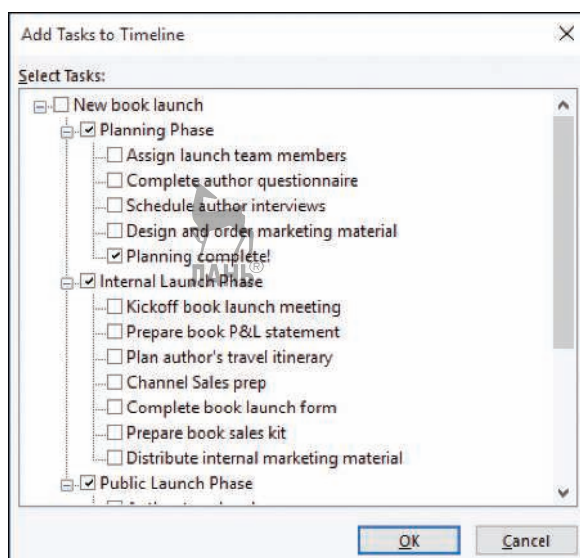 Add Tasks to Timeline
Select Tasks:
New book launch
Planning Phase
Assign launch team members
Complete author questionnaire
Schedule author interviews
Design and order marketing material
Planning complete!
ЛАНЬ®
Internal Launch Phase
Kickoff book launch meeting
Prepare book P&L statement
Plan author's travel itinerary
Channel Sales prep
Complete book launch form
Prepare book sales kit
Distribute internal marketing material
Public Launch Phase
OK
Cancel